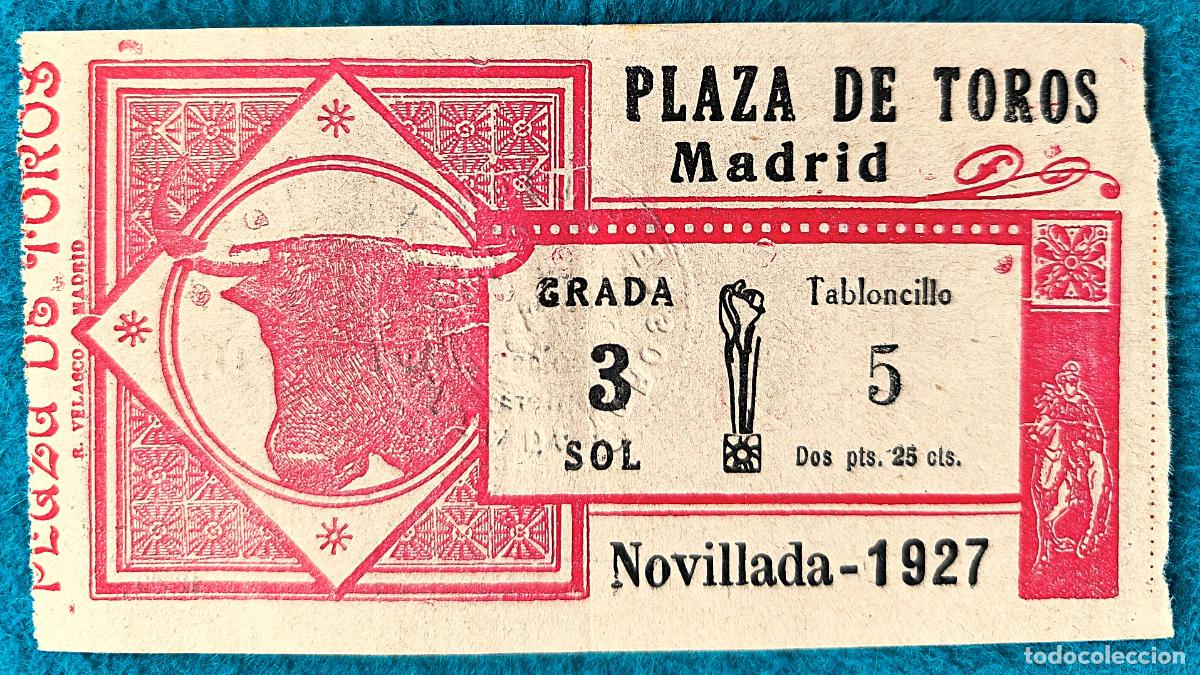 PLAZA DE TOROS
R. VELASCO MADRID
PLAZA DE TOROS
Madrid
GRADA
3
SOL
Tabloncillo
5
Dos pts. 25 cts.
Novillada - 1927
todocoleccion